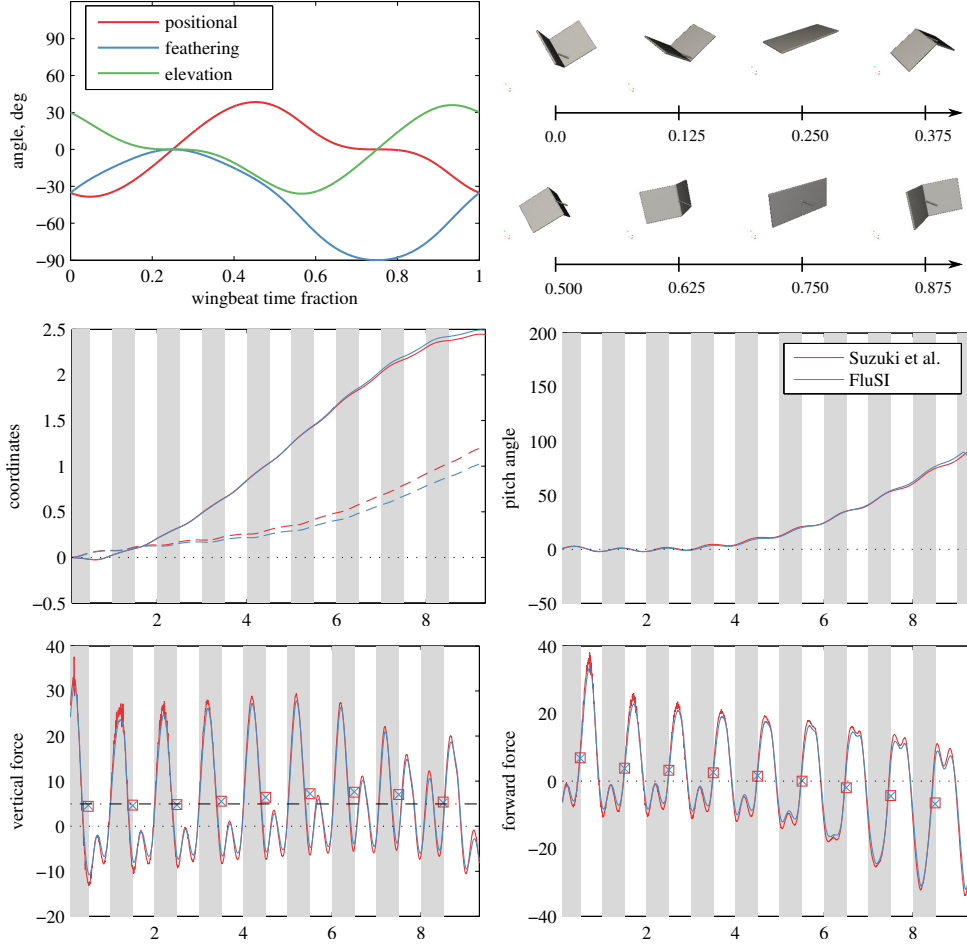 positional
feathering
elevation
90
60
30
0
−30
−60
−90
angle, deg
0 0.2 0.4 0.6 0.8 1
wingbeat time fraction
0.0 0.125 0.250 0.375
0.500 0.625 0.750 0.875
2.5
2
1.5
1
0.5
0
−0.5
coordinates
2 4 6 8
200
150
100
50
0
−50
pitch angle
Suzuki et al.
FluSI
2 4 6 8
40
30
20
10
0
−10
−20
vertical force
2 4 6 8
40
20
0
−20
−40
forward force
2 4 6 8